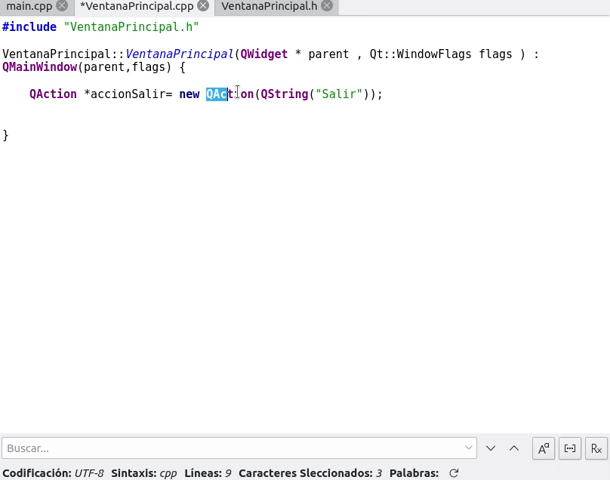 main.cpp *VentanaPrincipal.cpp VentanaPrincipal.h
#include "VentanaPrincipal.h"
VentanaPrincipal::VentanaPrincipal(QWidget * parent , Qt::WindowFlags flags ) :
QMainWindow(parent,flags) {
QAction *accionSalir= new QAction(QString("Salir"));
}
Buscar...
Codificación: UTF-8 Sintaxis: cpp Líneas: 9 Caracteres Sleccionados: 3 Palabras: